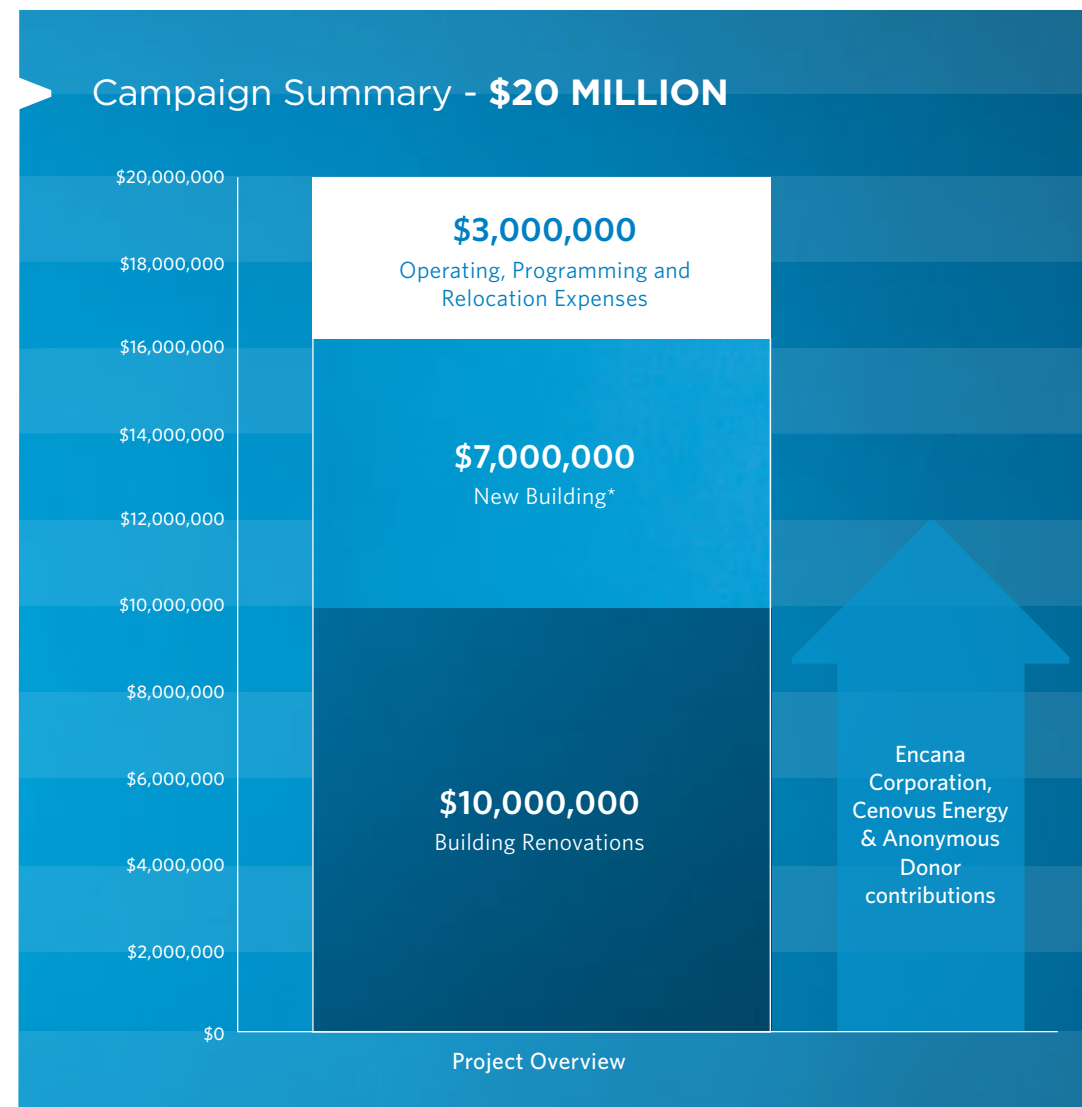 Campaign Summary - $20 MILLION
$20,000,000
$18,000,000
$16,000,000
$14,000,000
$12,000,000
$10,000,000
$8,000,000
$6,000,000
$4,000,000
$2,000,000
$0
$3,000,000
Operating, Programming and
Relocation Expenses
$7,000,000
New Building*
$10,000,000
Building Renovations
Encana
Corporation,
Cenovus Energy
& Anonymous
Donor
contributions
Project Overview